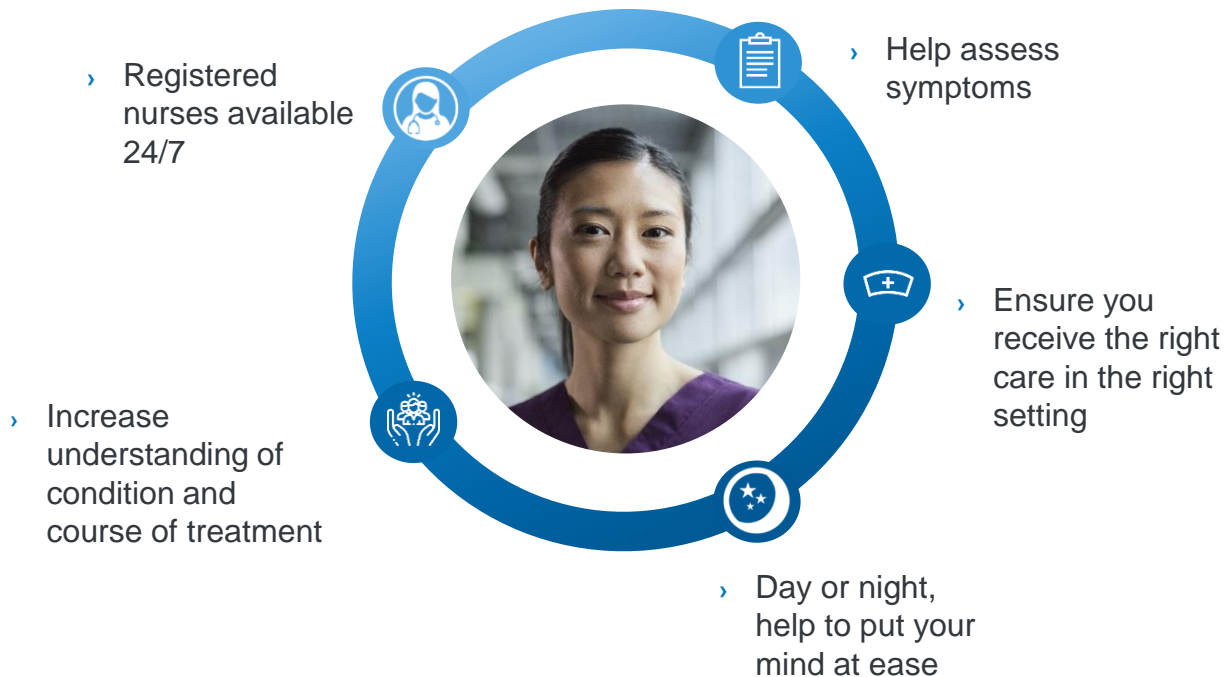 Registered
nurses available
24/7
Help assess
symptoms
Ensure you
receive the right
care in the right
setting
Day or night,
help to put your
mind at ease
Increase
understanding of
condition and
course of treatment